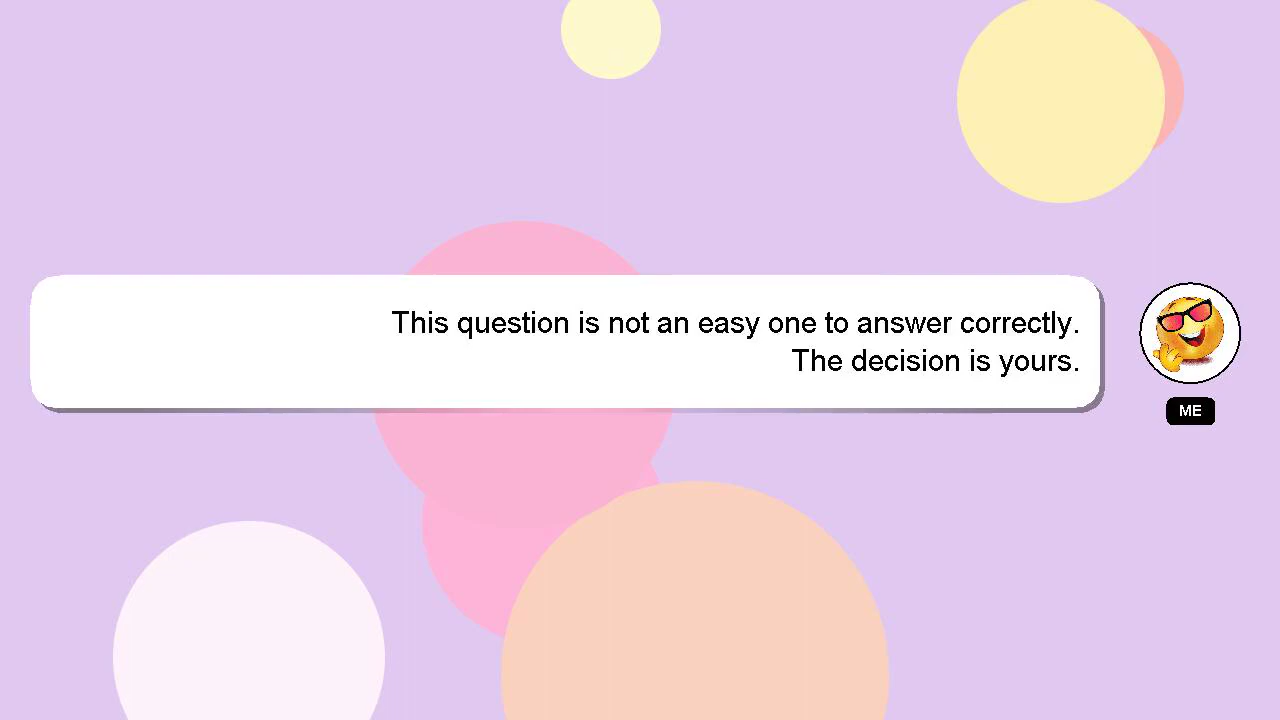 This question is not an easy one to answer correctly.
The decision is yours.
ME